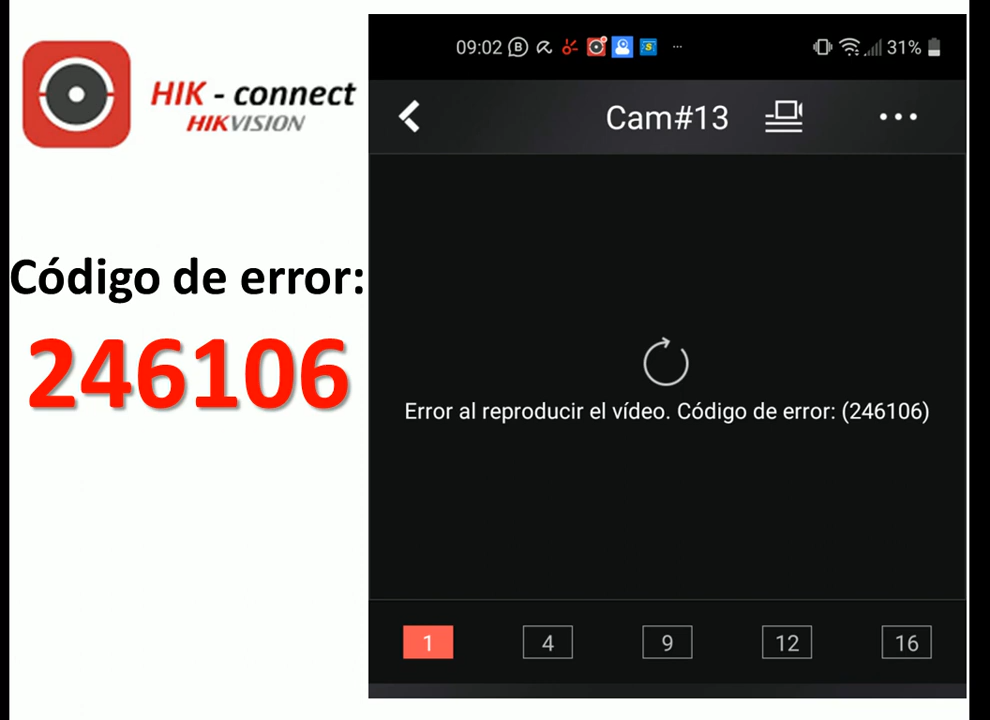 HIK - connect
HIKVISION
Código de error:
246106
09:02
31%
Cam#13
Error al reproducir el vídeo. Código de error: (246106)
1 4 9 12 16